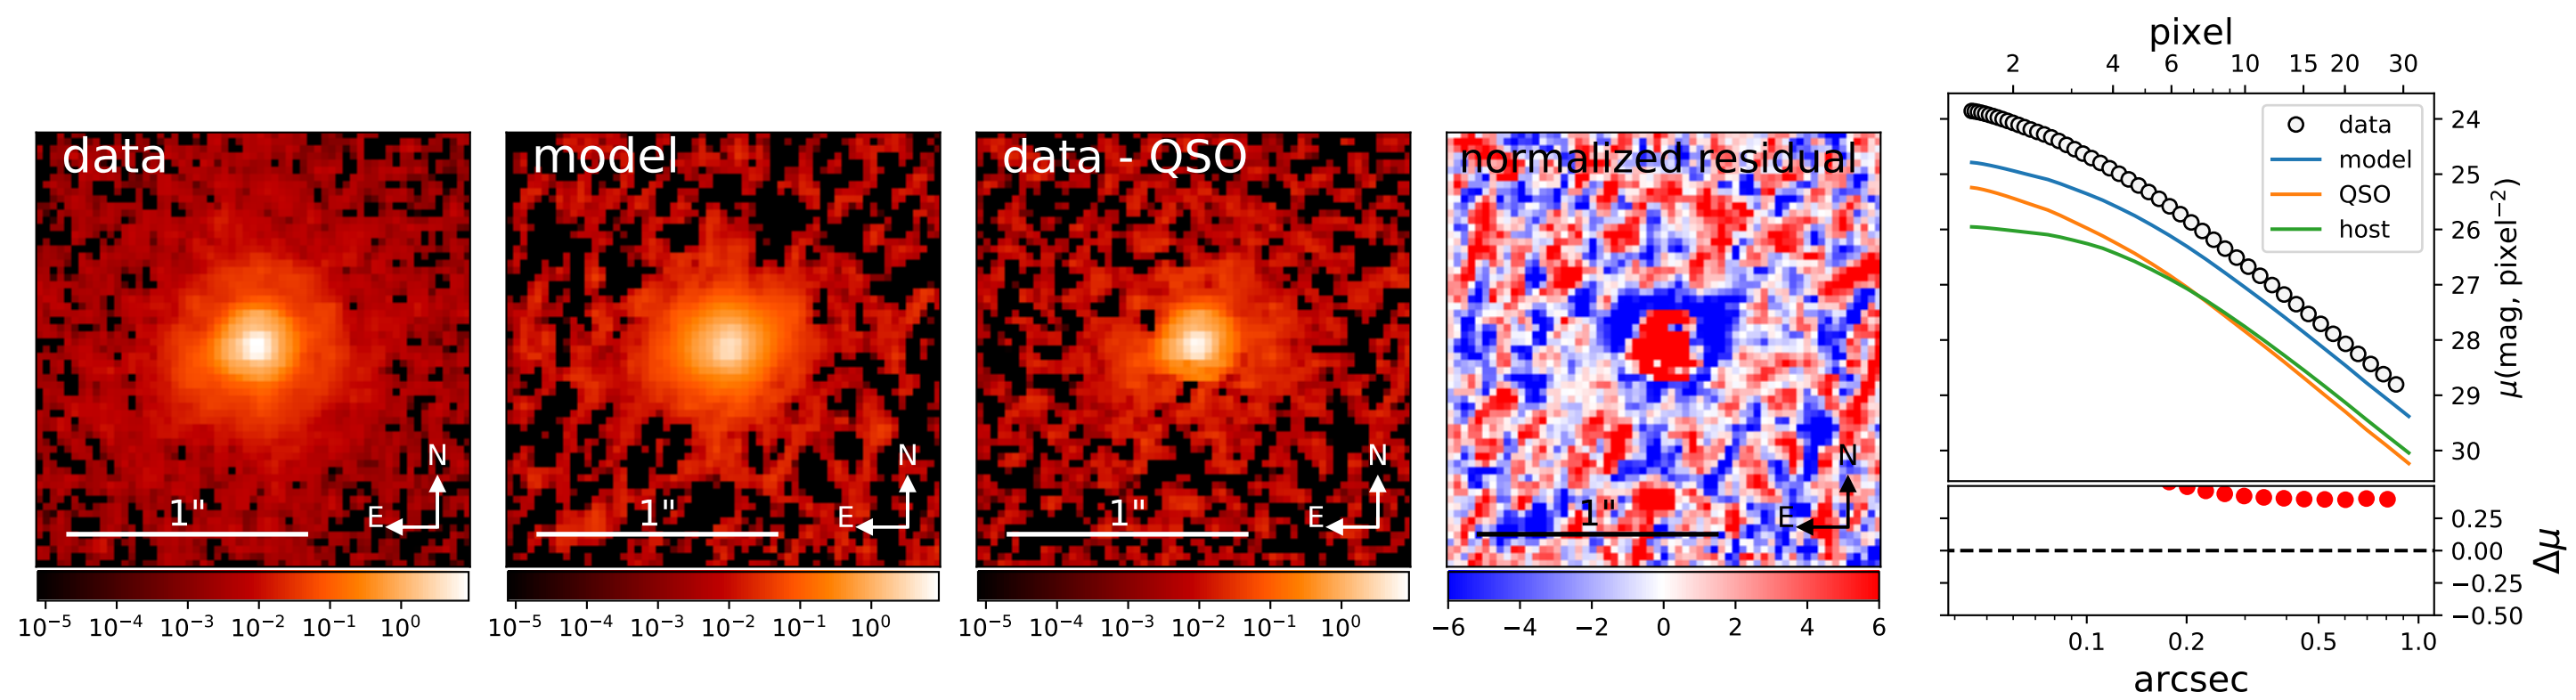 data
N
E
1"
10⁻⁵ 10⁻⁴ 10⁻³ 10⁻² 10⁻¹ 10⁰
model
N
E
1"
10⁻⁵ 10⁻⁴ 10⁻³ 10⁻² 10⁻¹ 10⁰
data - QSO
N
E
1"
10⁻⁵ 10⁻⁴ 10⁻³ 10⁻² 10⁻¹ 10⁰
normalized residual
N
E
1"
−6 −4 −2 0 2 4 6
pixel
2 4 6 10 15 20 30
data
model
QSO
host
24
25
26
27
28
29
30
μ(mag, pixel⁻²)
0.25
0.00
−0.25
−0.50
Δμ
0.1 0.2 0.5 1.0
arcsec